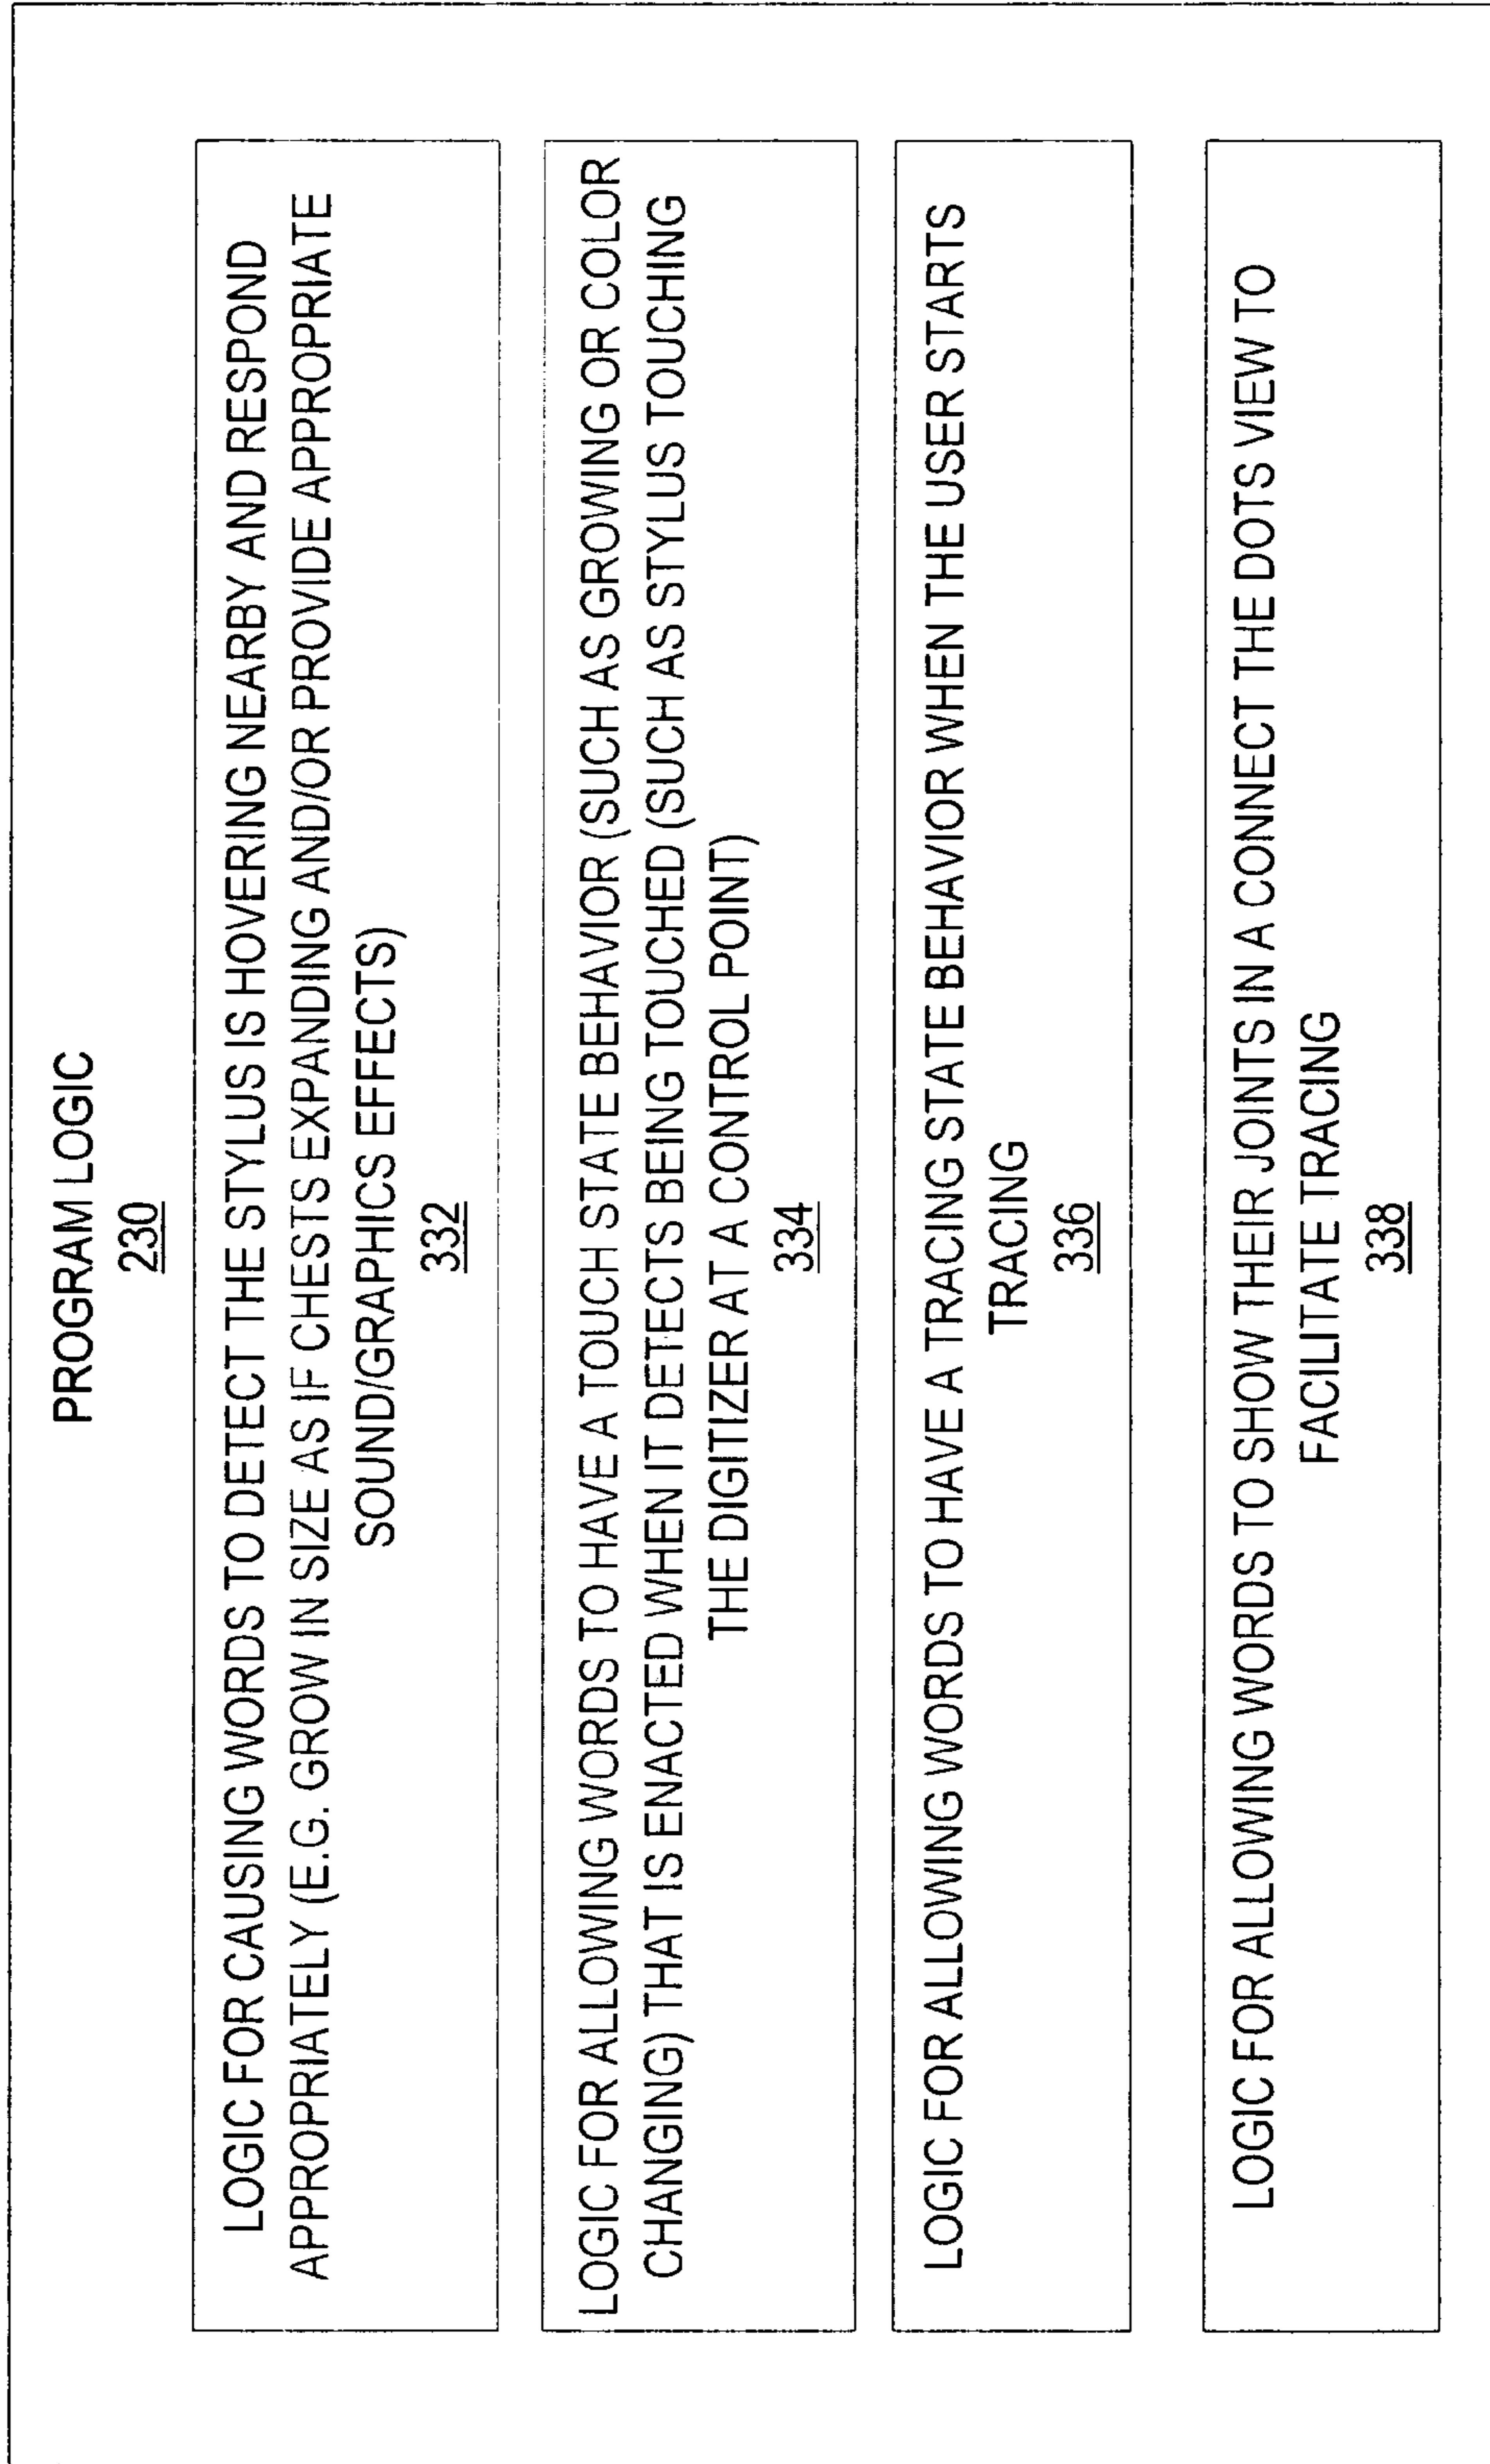 PROGRAM LOGIC
230
LOGIC FOR CAUSING WORDS TO DETECT THE STYLUS IS HOVERING NEARBY AND RESPOND
APPROPRIATELY (E.G. GROW IN SIZE AS IF CHESTS EXPANDING AND/OR PROVIDE APPROPRIATE
SOUND/GRAPHICS EFFECTS)
332
LOGIC FOR ALLOWING WORDS TO HAVE A TOUCH STATE BEHAVIOR (SUCH AS GROWING OR COLOR
CHANGING) THAT IS ENACTED WHEN IT DETECTS BEING TOUCHED (SUCH AS STYLUS TOUCHING
THE DIGITIZER AT A CONTROL POINT)
334
LOGIC FOR ALLOWING WORDS TO HAVE A TRACING STATE BEHAVIOR WHEN THE USER STARTS
TRACING
336
LOGIC FOR ALLOWING WORDS TO SHOW THEIR JOINTS IN A CONNECT THE DOTS VIEW TO
FACILITATE TRACING
338